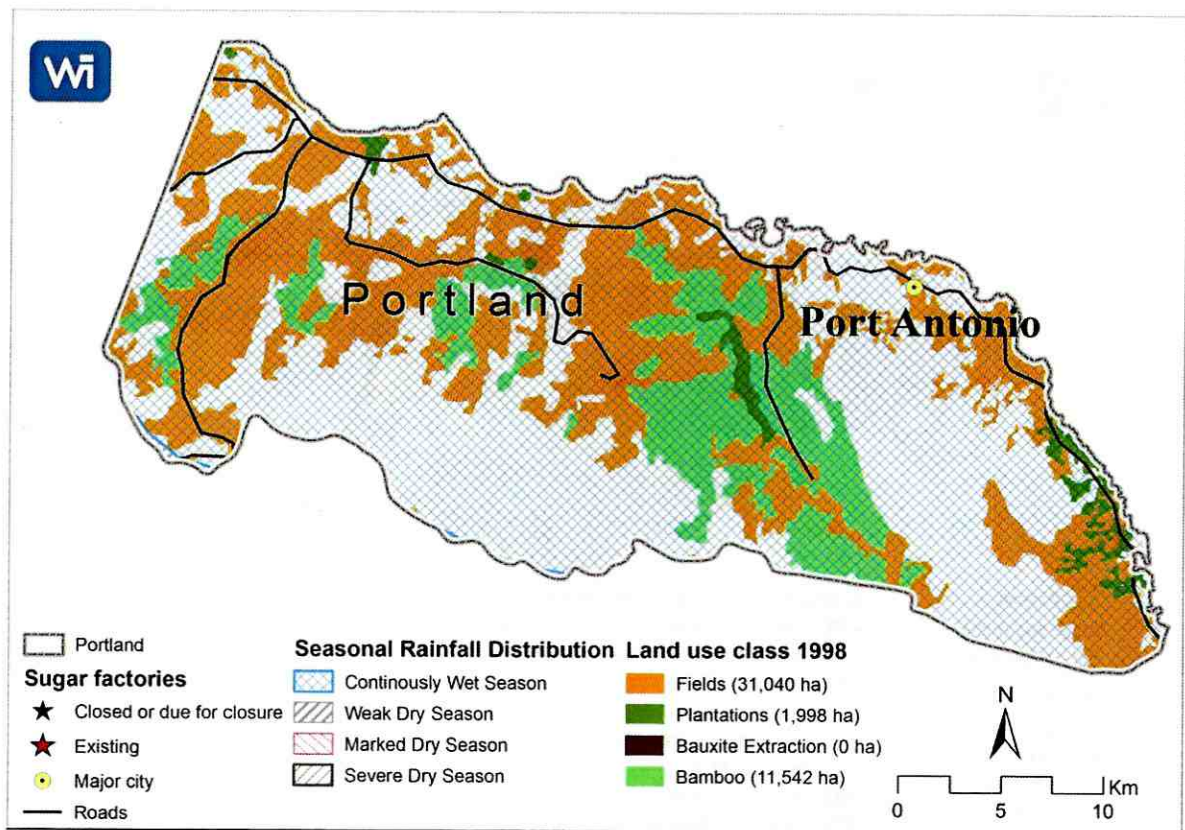 Wi
Portland
Port Antonio
Portland
Sugar factories
Closed or due for closure
Existing
Major city
Roads
Seasonal Rainfall Distribution
Continously Wet Season
Weak Dry Season
Marked Dry Season
Severe Dry Season
Land use class 1998
Fields (31,040 ha)
Plantations (1,998 ha)
Bauxite Extraction (0 ha)
Bamboo (11,542 ha)
N
Km
0 5 10